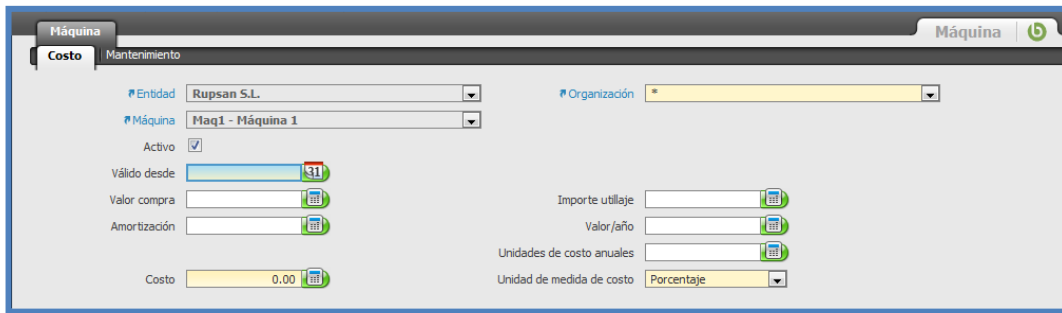 Máquina
Máquina
Costo Mantenimiento
Entidad Rupsan S.L. Organización *
Máquina Maq1 - Máquina 1
Activo
Válido desde 31
Valor compra Importe utillaje
Amortización Valor/año
Unidades de costo anuales
Costo 0.00 Unidad de medida de costo Porcentaje